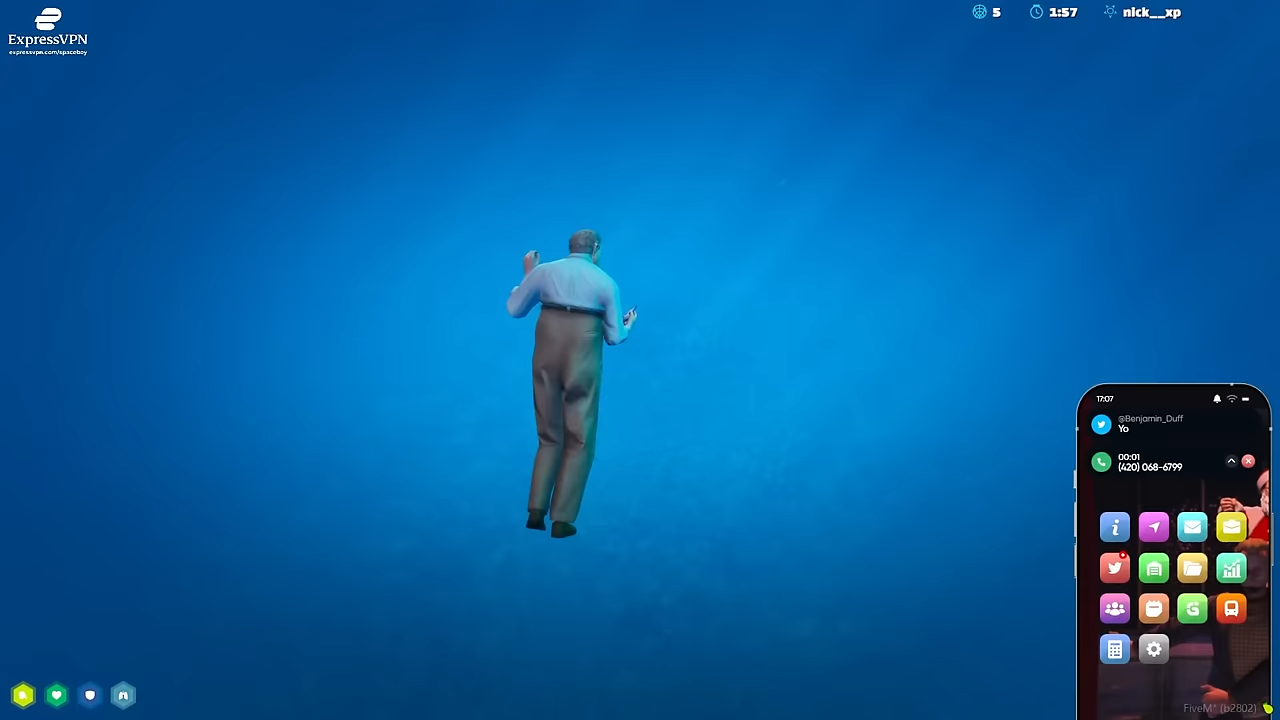 ExpressVPN
expressvpn.com/spaceboy
5
1:57
nick__xp
17:07
@Benjamin_Duff
Yo
00:01
(420) 068-6799
FiveM® (b2802)